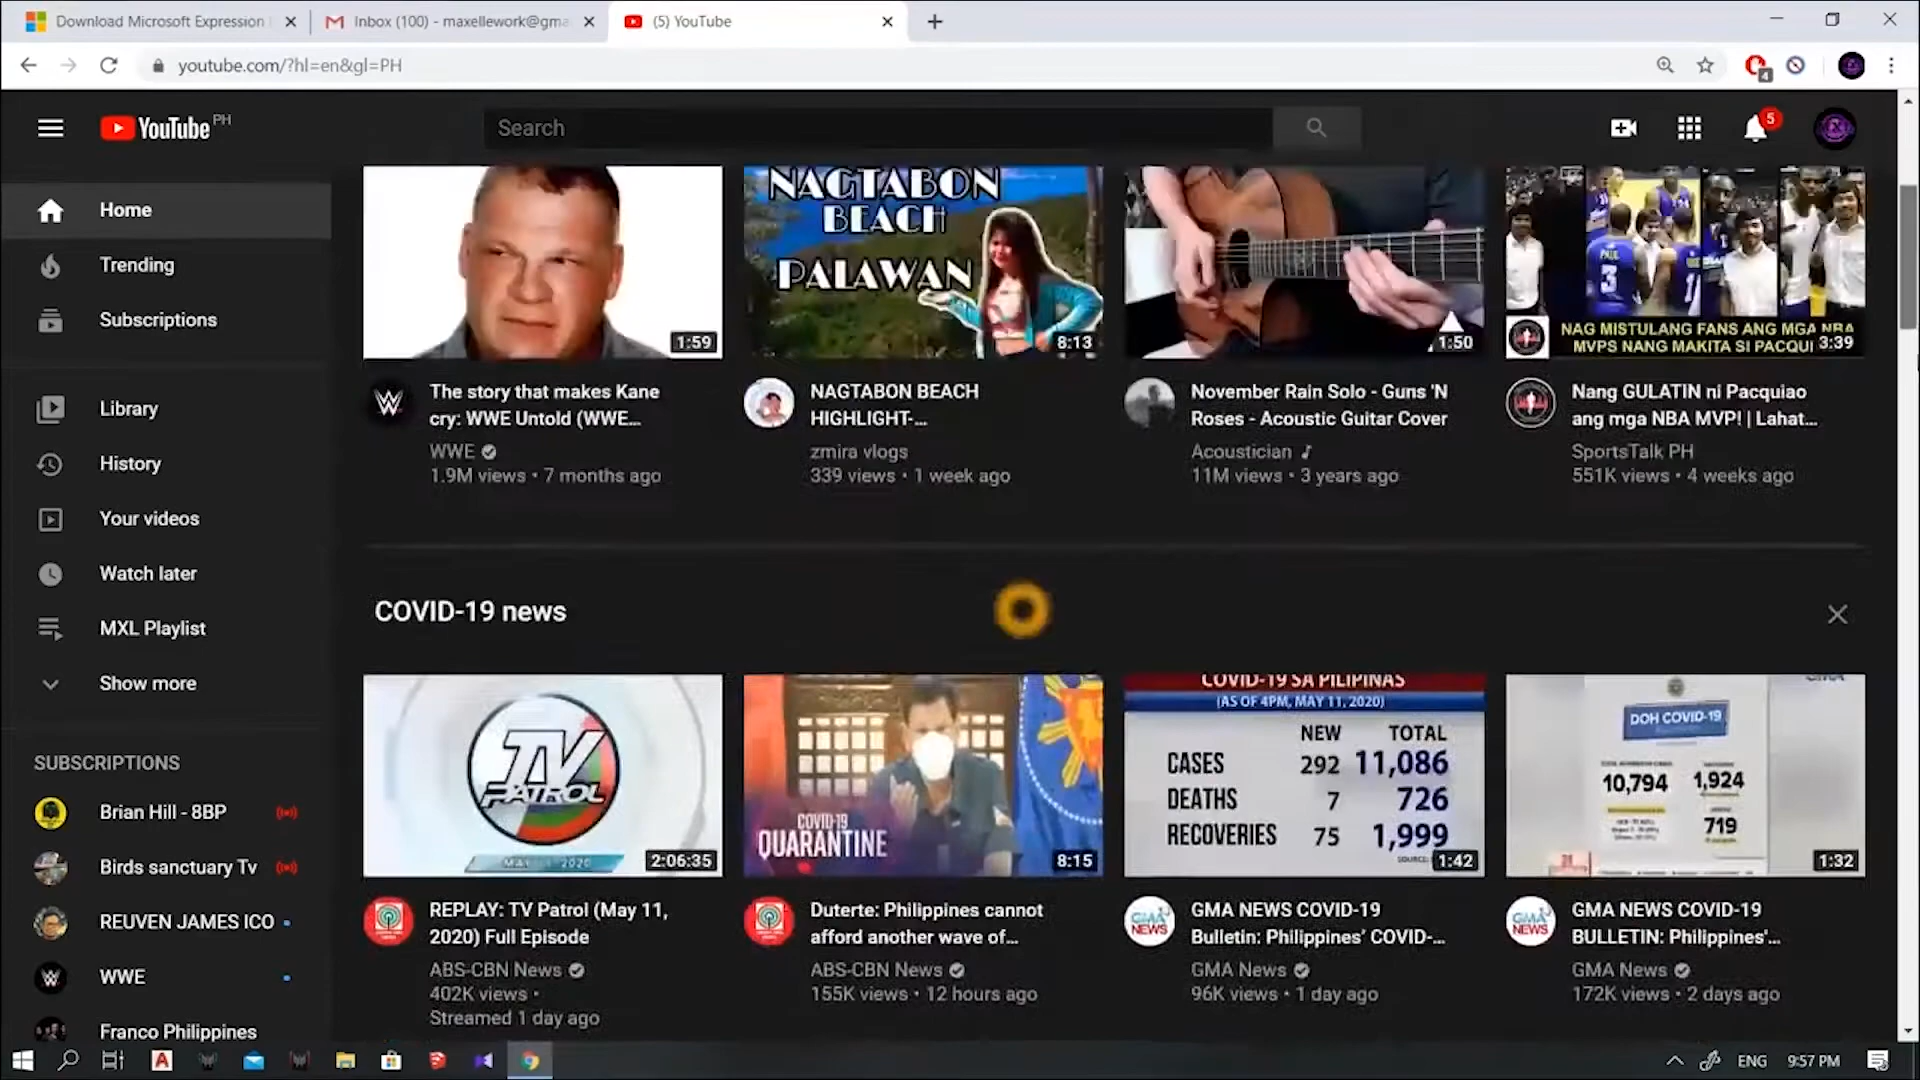 Download Microsoft Expression
Inbox (100) - maxellework@gma
(5) YouTube
youtube.com/?hl=en&gl=PH
4
YouTube PH
Search
5
Home
Trending
Subscriptions
Library
History
Your videos
Watch later
MXL Playlist
Show more
SUBSCRIPTIONS
Brian Hill - 8BP
Birds sanctuary Tv
REUVEN JAMES ICO
WWE
Franco Philippines
1:59
The story that makes Kane
cry: WWE Untold (WWE...
WWE
1.9M views • 7 months ago
NAGTABON
BEACH
PALAWAN
8:13
NAGTABON BEACH
HIGHLIGHT-...
zmira vlogs
339 views • 1 week ago
1:50
November Rain Solo - Guns 'N
Roses - Acoustic Guitar Cover
Acoustician
11M views • 3 years ago
PAUL
3
NAG MISTULANG FANS ANG MGA NBA
MVPS NANG MAKITA SI PACQUI
3:39
Nang GULATIN ni Pacquiao
ang mga NBA MVP! | Lahat...
SportsTalk PH
551K views • 4 weeks ago
COVID-19 news
TV
PATROL
MAY 11, 2020
2:06:35
REPLAY: TV Patrol (May 11,
2020) Full Episode
ABS-CBN News
402K views •
Streamed 1 day ago
COVID-19
QUARANTINE
8:15
Duterte: Philippines cannot
afford another wave of...
ABS-CBN News
155K views • 12 hours ago
COVID-19 SA PILIPINAS
(AS OF 4PM, MAY 11, 2020)
NEW TOTAL
CASES 292 11,086
DEATHS 7 726
RECOVERIES 75 1,999
SOURCE:
1:42
GMA NEWS
GMA NEWS COVID-19
Bulletin: Philippines' COVID-...
GMA News
96K views • 1 day ago
DOH COVID-19
10,794 1,924
719
1:32
GMA NEWS
GMA NEWS COVID-19
BULLETIN: Philippines'...
GMA News
172K views • 2 days ago
ENG
9:57 PM